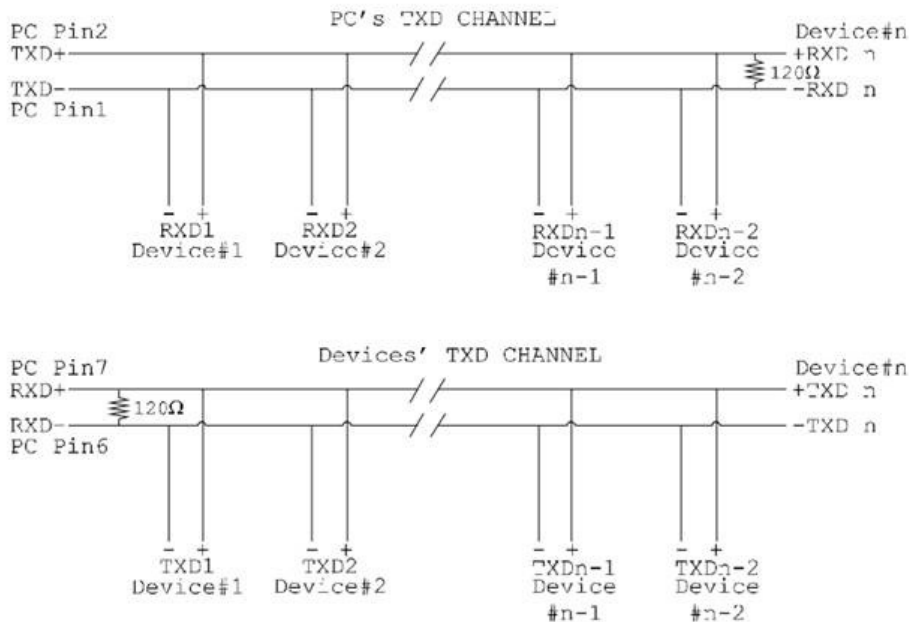 PC's TXD CHANNEL
PC Pin2
Device#n
TXD+
+RXD n
120Ω
TXD-
-RXD n
PC Pin1
- +
- +
- +
- +
RXD1
RXD2
RXDn-1
RXDn-2
Device#1
Device#2
Device
Device
#n-1
#n-2
Devices' TXD CHANNEL
PC Pin7
Device#n
RXD+
+TXD n
120Ω
RXD-
-TXD n
PC Pin6
- +
- +
- +
- +
TXD1
TXD2
TXDn-1
TXDn-2
Device#1
Device#2
Device
Device
#n-1
#n-2